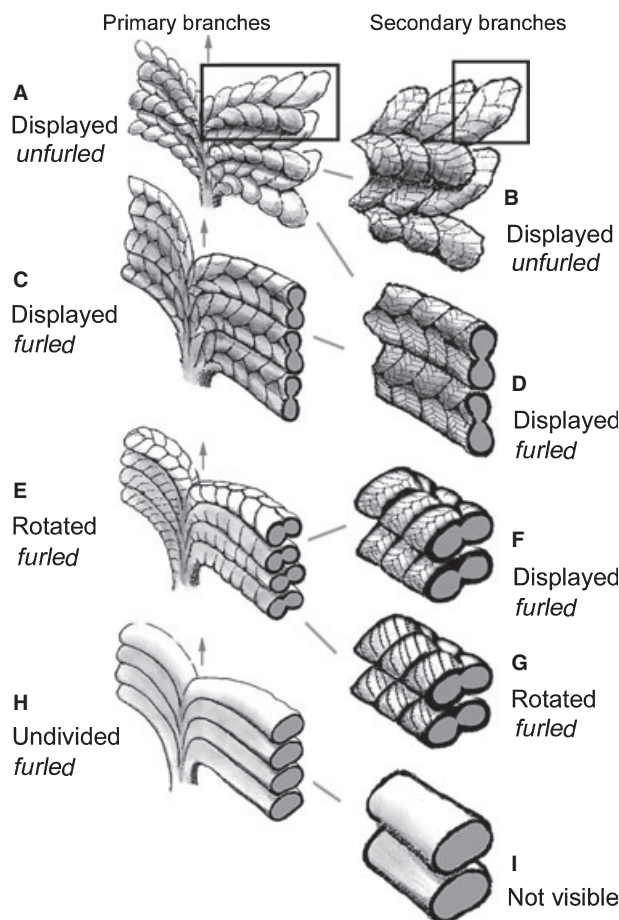 Primary branches
Secondary branches
A
Displayed
unfurled
B
Displayed
unfurled
C
Displayed
furled
D
Displayed
furled
E
Rotated
furled
F
Displayed
furled
G
Rotated
furled
H
Undivided
furled
I
Not visible